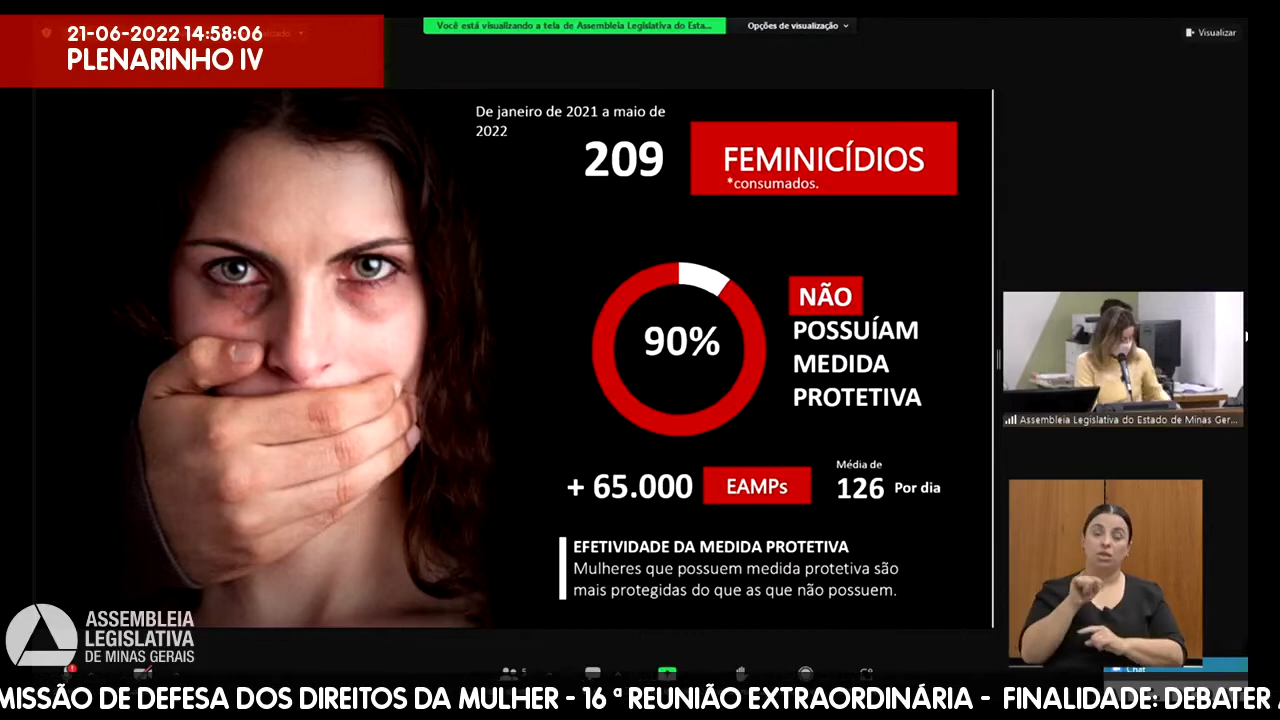 21-06-2022 14:58:06
PLENARINHO IV
Você está visualizando a tela de Assembleia Legislativa do Esta...
Opções de visualização
Visualizar
De janeiro de 2021 a maio de
2022
209
FEMINICÍDIOS
*consumados.
90%
NÃO
POSSUÍAM
MEDIDA
PROTETIVA
+ 65.000
EAMPs
Média de
126 Por dia
EFETIVIDADE DA MEDIDA PROTETIVA
Mulheres que possuem medida protetiva são
mais protegidas do que as que não possuem.
Assembleia Legislativa do Estado de Minas Ger...
Chat
ASSEMBLEIA
LEGISLATIVA
DE MINAS GERAIS
MISSÃO DE DEFESA DOS DIREITOS DA MULHER - 16 ª REUNIÃO EXTRAORDINÁRIA - FINALIDADE: DEBATER